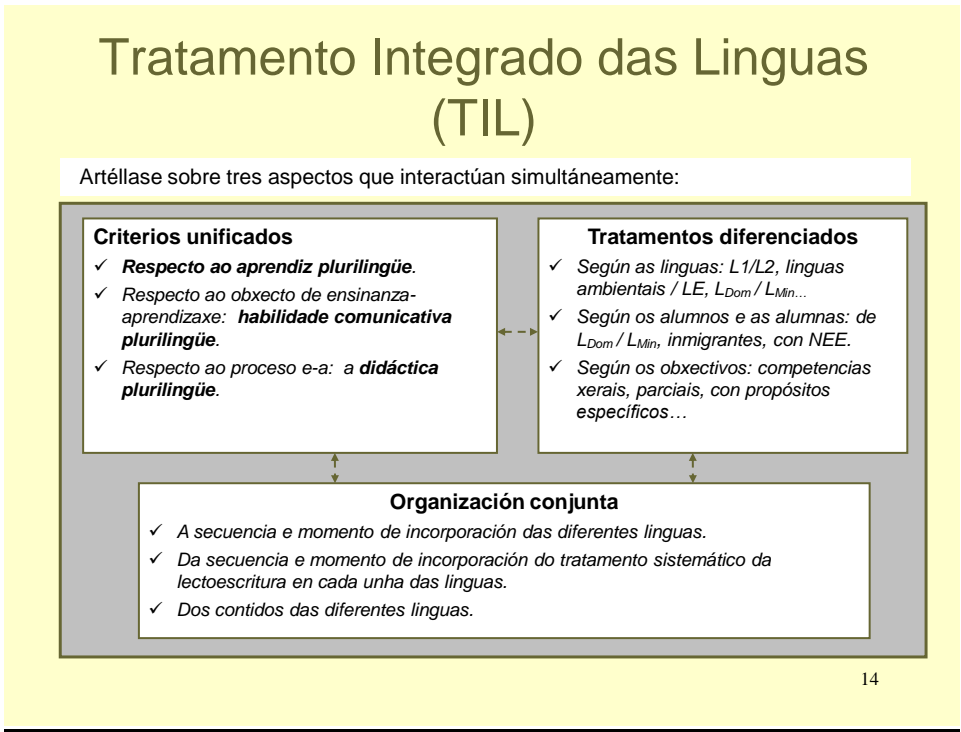 Tratamento Integrado das Linguas
(TIL)
Artéllase sobre tres aspectos que interactúan simultáneamente:
Criterios unificados
✓ Respecto ao aprendiz plurilingüe.
✓ Respecto ao obxecto de ensinanza-
aprendizaxe: habilidade comunicativa
plurilingüe.
✓ Respecto ao proceso e-a: a didáctica
plurilingüe.
Tratamentos diferenciados
✓ Según as linguas: L1/L2, linguas
ambientais / LE, LDom / LMin...
✓ Según os alumnos e as alumnas: de
LDom / LMin, inmigrantes, con NEE.
✓ Según os obxectivos: competencias
xerais, parciais, con propósitos
específicos…
Organización conjunta
✓ A secuencia e momento de incorporación das diferentes linguas.
✓ Da secuencia e momento de incorporación do tratamento sistemático da
lectoescritura en cada unha das linguas.
✓ Dos contidos das diferentes linguas.
14